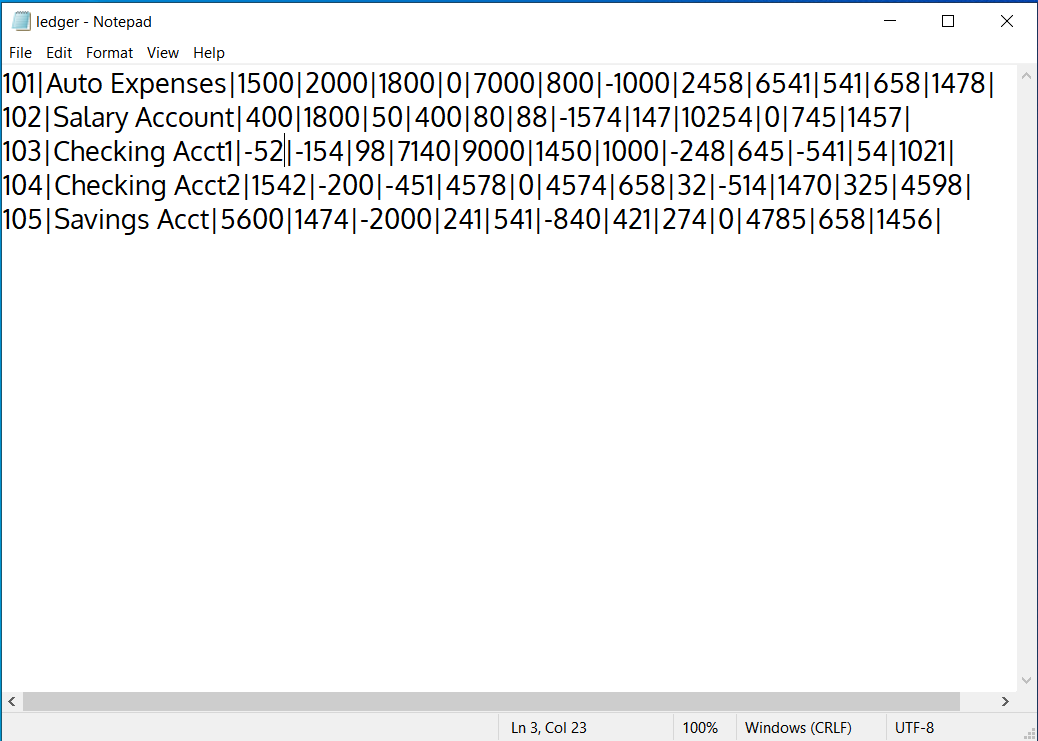 ledger - Notepad
File Edit Format View Help
101|Auto Expenses|1500|2000|1800|0|7000|800|-1000|2458|6541|541|658|1478|
102|Salary Account|400|1800|50|400|80|88|-1574|147|10254|0|745|1457|
103|Checking Acct1|-52|-154|98|7140|9000|1450|1000|-248|645|-541|54|1021|
104|Checking Acct2|1542|-200|-451|4578|0|4574|658|32|-514|1470|325|4598|
105|Savings Acct|5600|1474|-2000|241|541|-840|421|274|0|4785|658|1456|
Ln 3, Col 23 100% Windows (CRLF) UTF-8